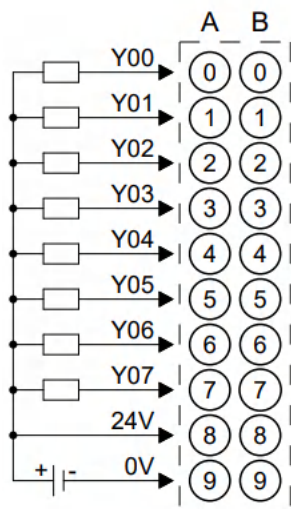 A B
Y00 0 0
Y01 1 1
Y02 2 2
Y03 3 3
Y04 4 4
Y05 5 5
Y06 6 6
Y07 7 7
24V 8 8
+ - 0V 9 9